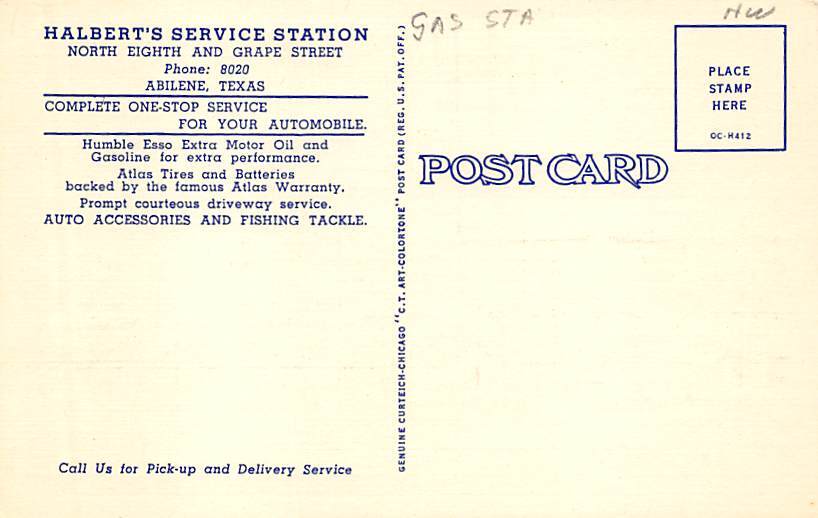 HALBERT'S SERVICE STATION
NORTH EIGHTH AND GRAPE STREET
Phone: 8020
ABILENE, TEXAS
COMPLETE ONE-STOP SERVICE
FOR YOUR AUTOMOBILE.
Humble Esso Extra Motor Oil and
Gasoline for extra performance.
Atlas Tires and Batteries
backed by the famous Atlas Warranty.
Prompt courteous driveway service.
AUTO ACCESSORIES AND FISHING TACKLE.
Call Us for Pick-up and Delivery Service
GENUINE CURTEICH-CHICAGO "C.T. ART-COLORTONE" POST CARD (REG. U.S. PAT. OFF.)
GAS STA
POST CARD
PLACE
STAMP
HERE
OC-H412